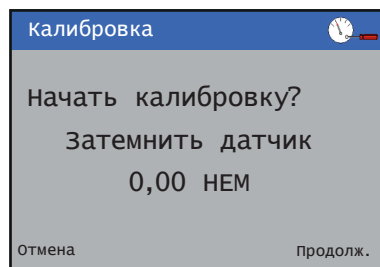 Калибровка
Начать калибровку?
Затемнить датчик
0,00 НЕМ
Отмена
Продолж.